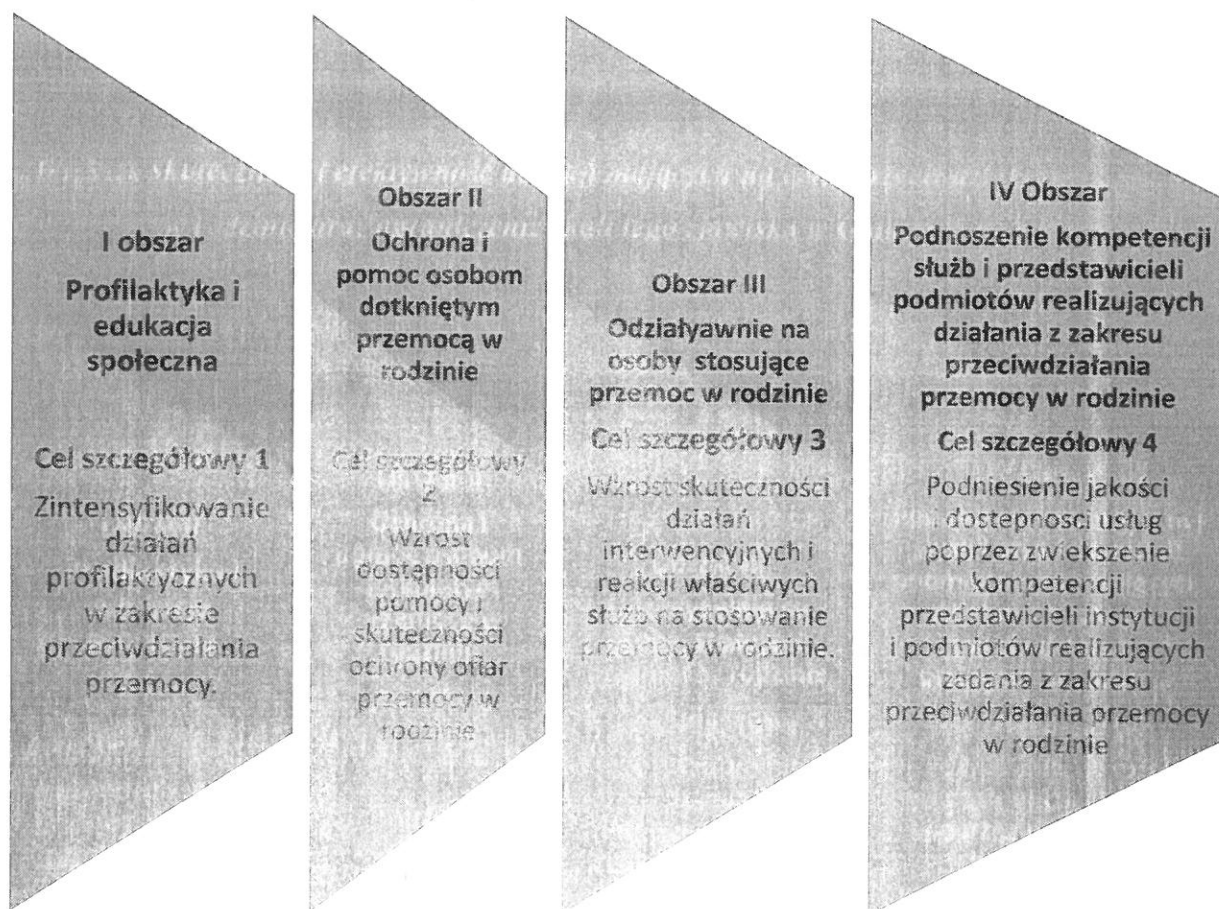 I obszar
Profilaktyka i
edukacja
społeczna
Cel szczegółowy 1
Zintensyfikowanie
działań
profilaktycznych
w zakresie
przeciwdziałania
przemocy.
Obszar II
Ochrona i
pomoc osobom
dotkniętym
przemocą w
rodzinie
Cel szczegółowy
2
Wzrost
dostępności
pomocy i
skuteczności
ochrony ofiar
przemocy w
rodzinie
Obszar III
Odziaływawnie na
osoby stosujące
przemoc w rodzinie
Cel szczegółowy 3
Wzrost skuteczności
działań
interwencyjnych i
reakcji właściwych
służb na stosowanie
przemocy w rodzinie.
IV Obszar
Podnoszenie kompetencji
służb i przedstawicieli
podmiotów realizujących
działania z zakresu
przeciwdziałania
przemocy w rodzinie
Cel szczegółowy 4
Podniesienie jakości
i dostepnosci usług
poprzez zwiekszenie
kompetencji
przedstawicieli instytucji
i podmiotów realizujących
zadania z zakresu
przeciwdziałania przemocy
w rodzinie